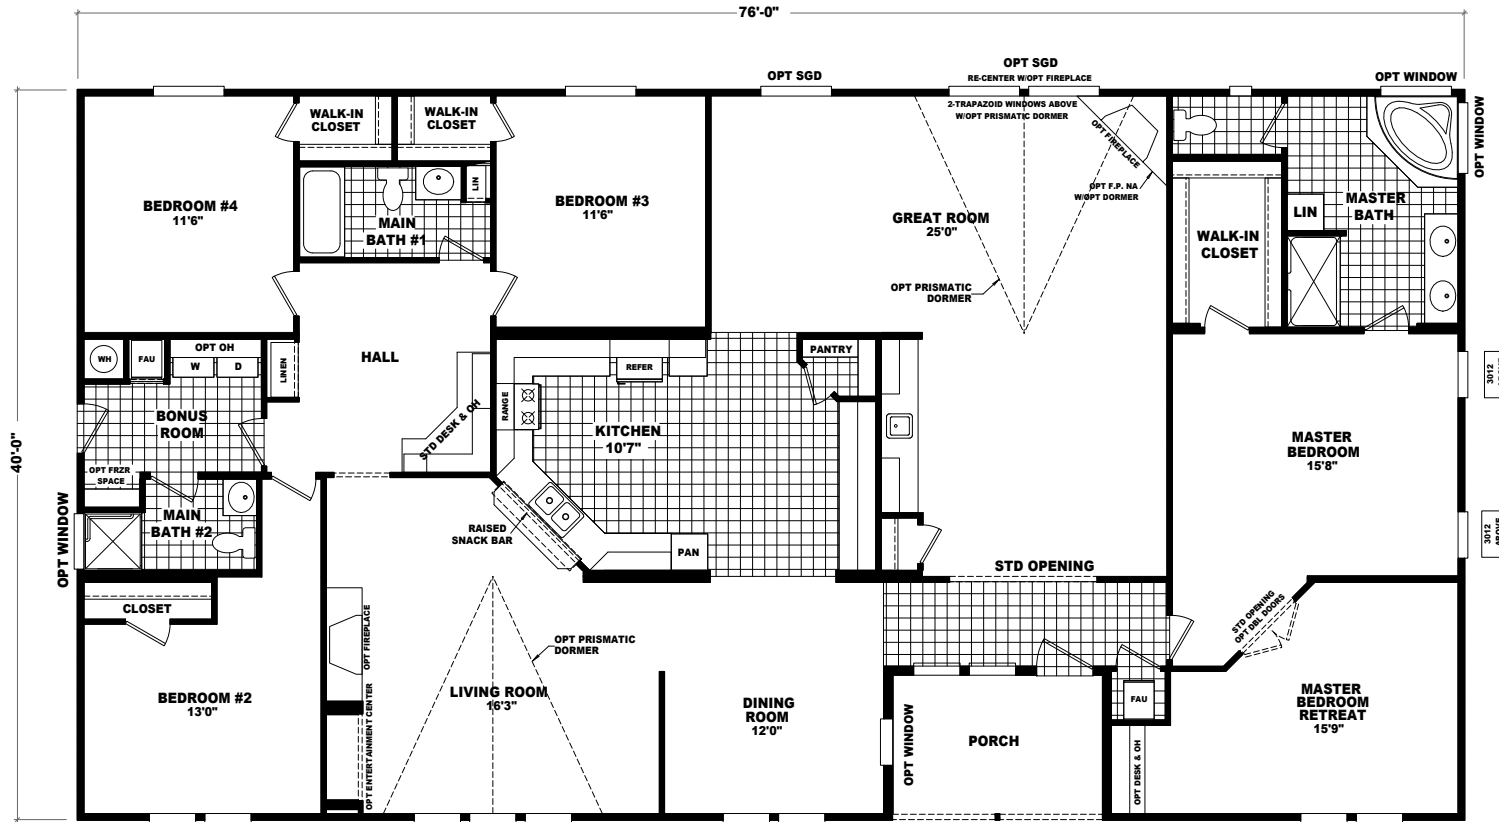 76'-0"
OPT SGD
OPT SGD
RE-CENTER W/OPT FIREPLACE
OPT WINDOW
OPT WINDOW
2-TRAPAZOID WINDOWS ABOVE
W/OPT PRISMATIC DORMER
OPT FIREPLACE
OPT F.P. NA
W/OPT DORMER
WALK-IN
CLOSET
WALK-IN
CLOSET
LIN
BEDROOM #4
11'6"
MAIN
BATH #1
BEDROOM #3
11'6"
GREAT ROOM
25'0"
OPT PRISMATIC
DORMER
WALK-IN
CLOSET
LIN
MASTER
BATH
WH
FAU
OPT OH
W
D
LINEN
HALL
STD DESK & OH
REFER
RANGE
PANTRY
KITCHEN
10'7"
BONUS
ROOM
OPT FRZR
SPACE
MASTER
BEDROOM
15'8"
3012
3012
ABOVE
40'-0"
OPT WINDOW
MAIN
BATH #2
RAISED
SNACK BAR
PAN
STD OPENING
CLOSET
STD OPENING
OPT DBL DOORS
OPT FIREPLACE
OPT PRISMATIC
DORMER
BEDROOM #2
13'0"
LIVING ROOM
16'3"
OPT ENTERTAINMENT CENTER
DINING
ROOM
12'0"
OPT WINDOW
PORCH
FAU
OPT DESK & OH
MASTER
BEDROOM
RETREAT
15'9"